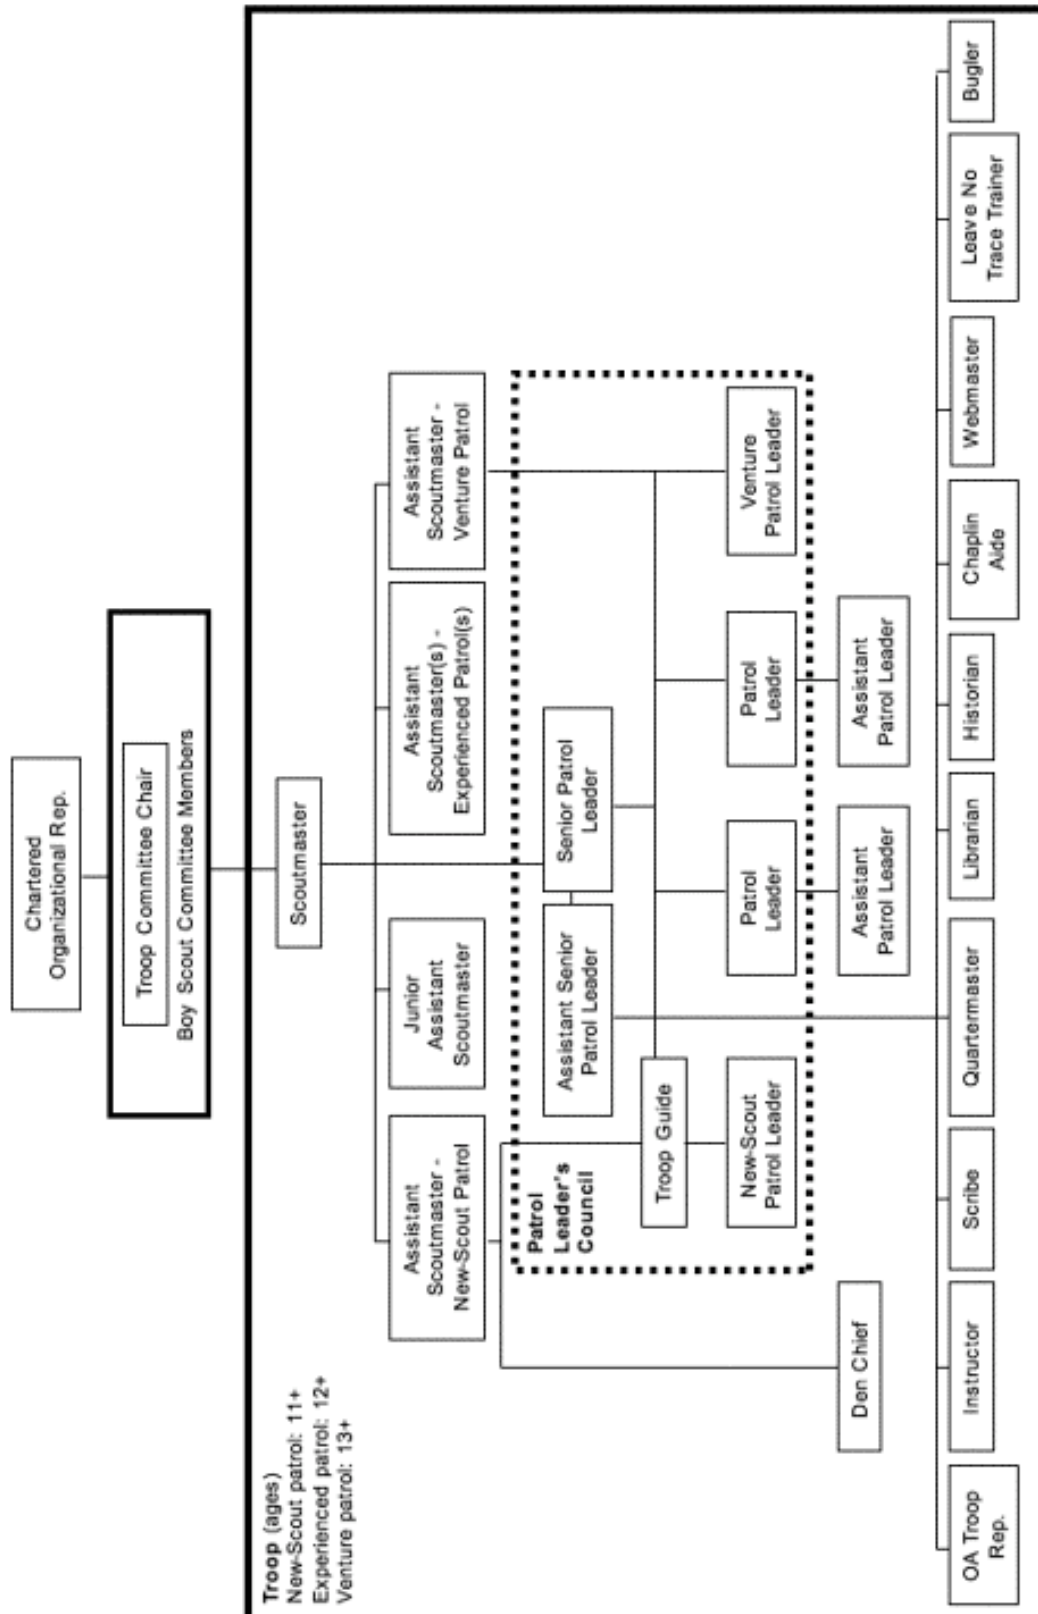 Chartered
Organizational Rep.
Troop Committee Chair
Boy Scout Committee Members
Troop (ages)
New-Scout patrol: 11+
Experienced patrol: 12+
Venture patrol: 13+
Scoutmaster
Assistant
Scoutmaster -
New-Scout Patrol
Junior
Assistant
Scoutmaster
Assistant
Scoutmaster(s) -
Experienced Patrol(s)
Assistant
Scoutmaster -
Venture Patrol
Patrol
Leader's
Council
Assistant Senior
Patrol Leader
Senior Patrol
Leader
Troop Guide
New-Scout
Patrol Leader
Patrol
Leader
Patrol
Leader
Venture
Patrol Leader
Den Chief
Assistant
Patrol Leader
Assistant
Patrol Leader
OA Troop
Rep.
Instructor
Scribe
Quartermaster
Librarian
Historian
Chaplin
Aide
Webmaster
Leave No
Trace Trainer
Bugler